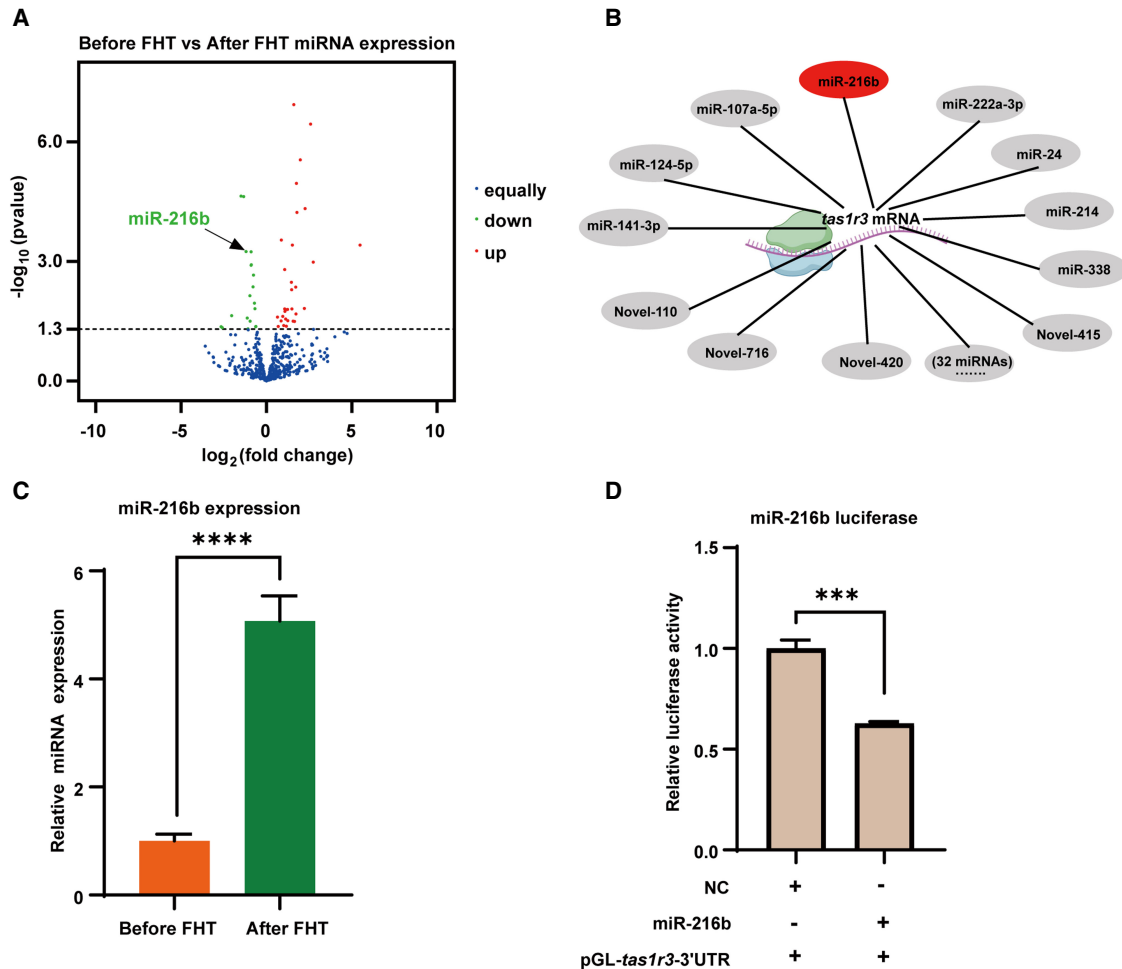 A
Before FHT vs After FHT miRNA expression
-log10 (pvalue)
6.0
3.0
1.3
0.0
miR-216b
-10
-5
0
5
10
log2(fold change)
equally
down
up
B
miR-216b
miR-107a-5p
miR-222a-3p
miR-124-5p
miR-24
miR-141-3p
tas1r3 mRNA
miR-214
miR-338
Novel-110
Novel-415
Novel-716
Novel-420
(32 miRNAs)
.......
C
miR-216b expression
****
Relative miRNA expression
6
4
2
0
Before FHT
After FHT
D
miR-216b luciferase
***
Relative luciferase activity
1.5
1.0
0.5
0.0
NC + -
miR-216b - +
pGL-tas1r3-3'UTR + +